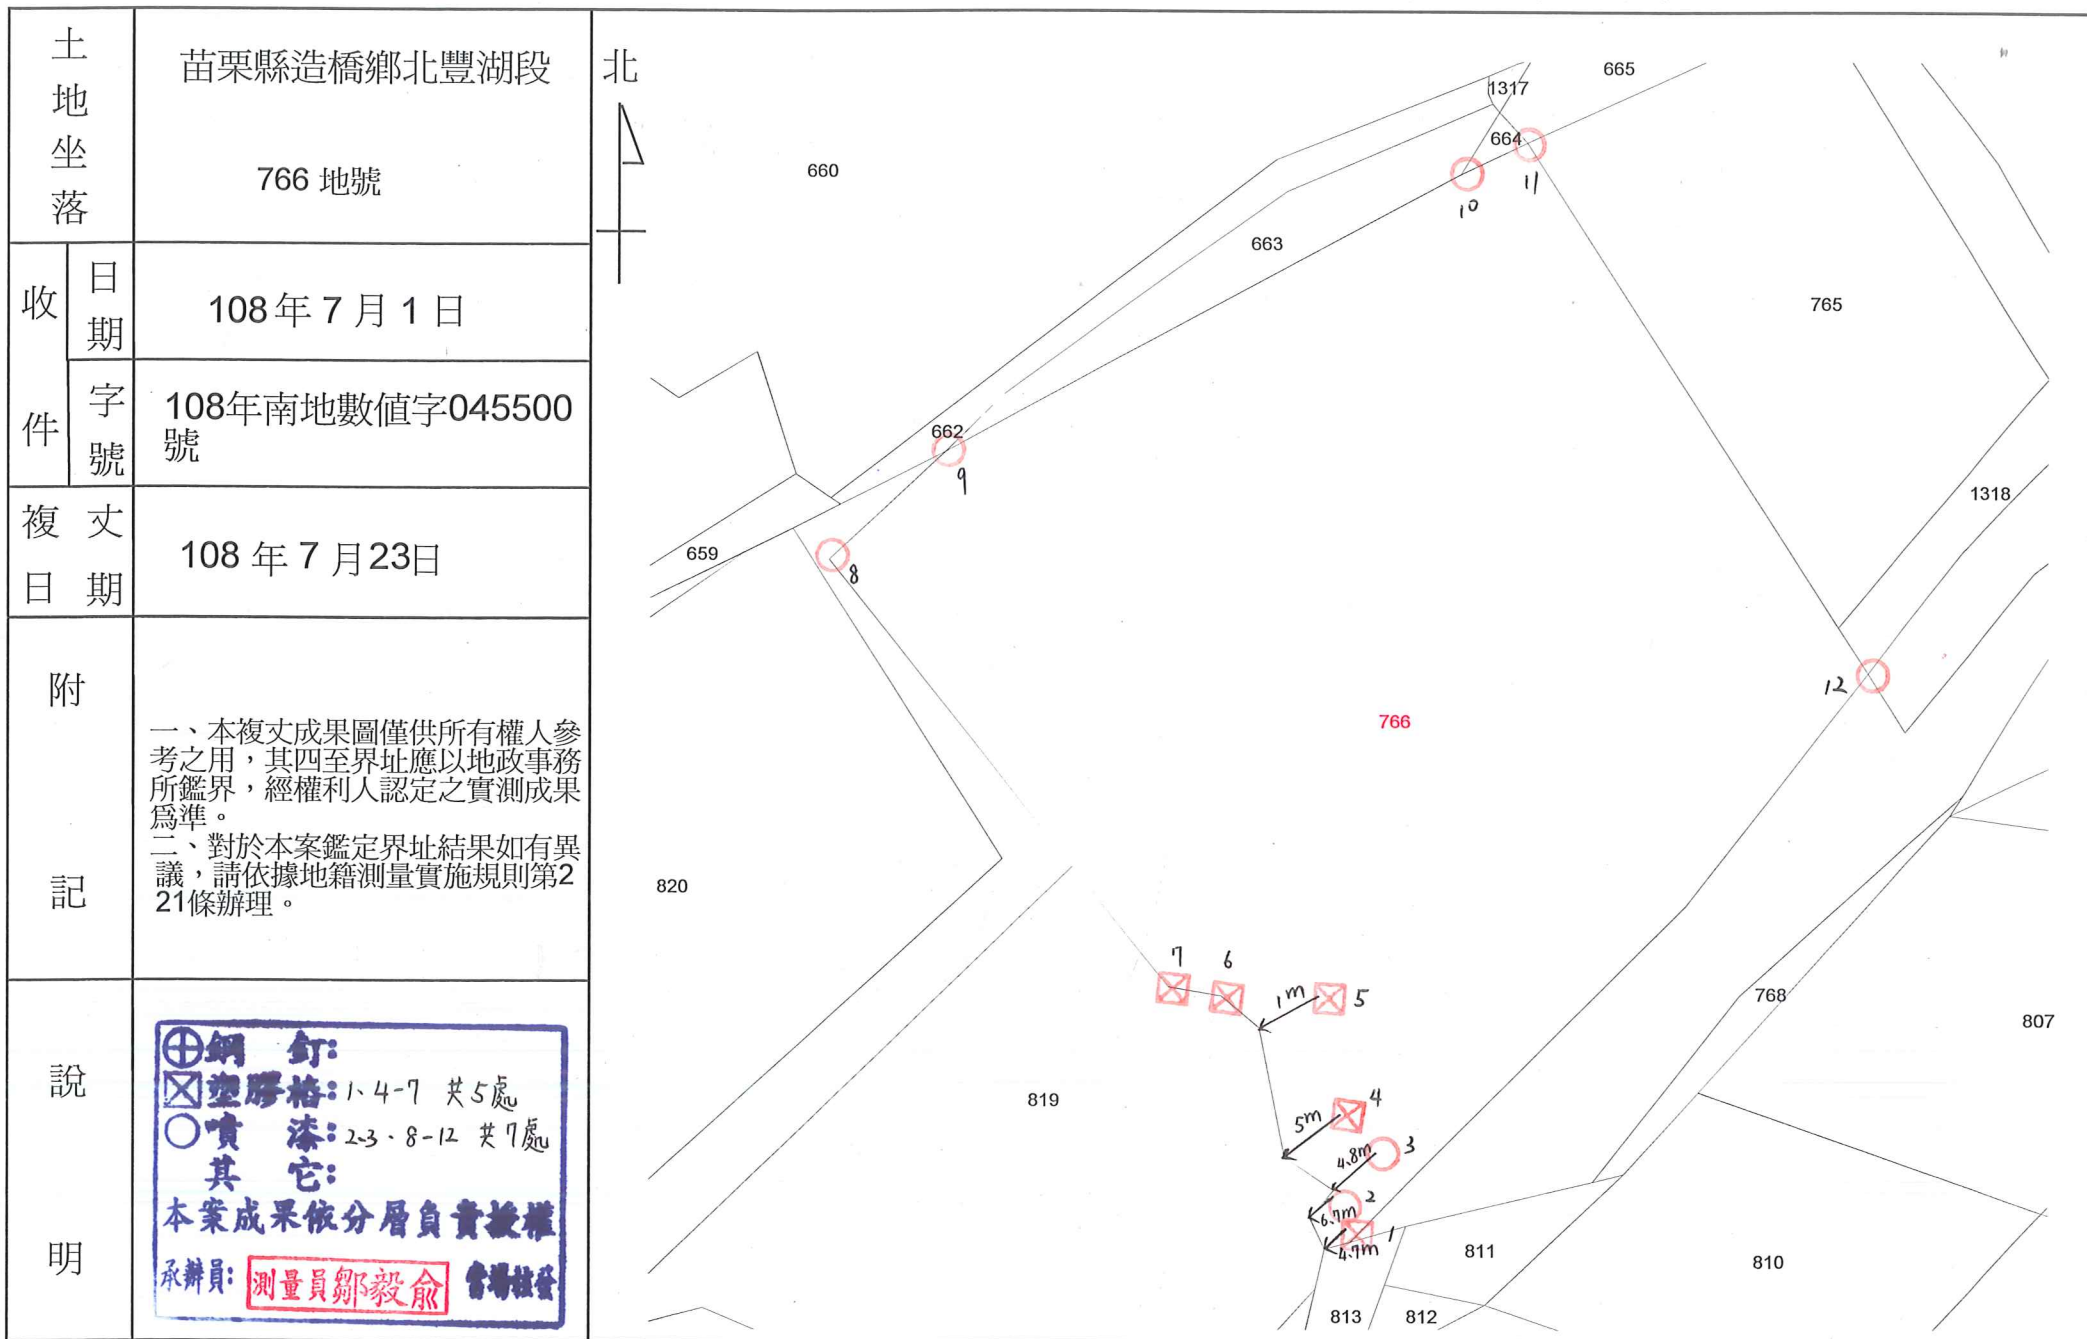 土地坐落
苗栗縣造橋鄉北豐湖段
766 地號
收件
日期
108年 7 月 1 日
字號
108年南地數值字045500
號
複丈
日期
108 年 7 月23日
附記
一、本複丈成果圖僅供所有權人參
考之用，其四至界址應以地政事務
所鑑界，經權利人認定之實測成果
爲準。
二、對於本案鑑定界址結果如有異
議，請依據地籍測量實施規則第2
21條辦理。
說明
鋼釘:
塑膠樁: 1、4-7 共5處
噴漆: 2-3、8-12 共7處
其它:
本案成果依分層負責授權
承辦員: 測量員鄒毅俞 當場核發
北
665
1317
664
11
10
660
663
765
662
9
1318
659
8
12
766
820
7
6
1m
5
768
807
819
4
5m
3
4.8m
2
6.7m
1
4.7m
811
810
813
812